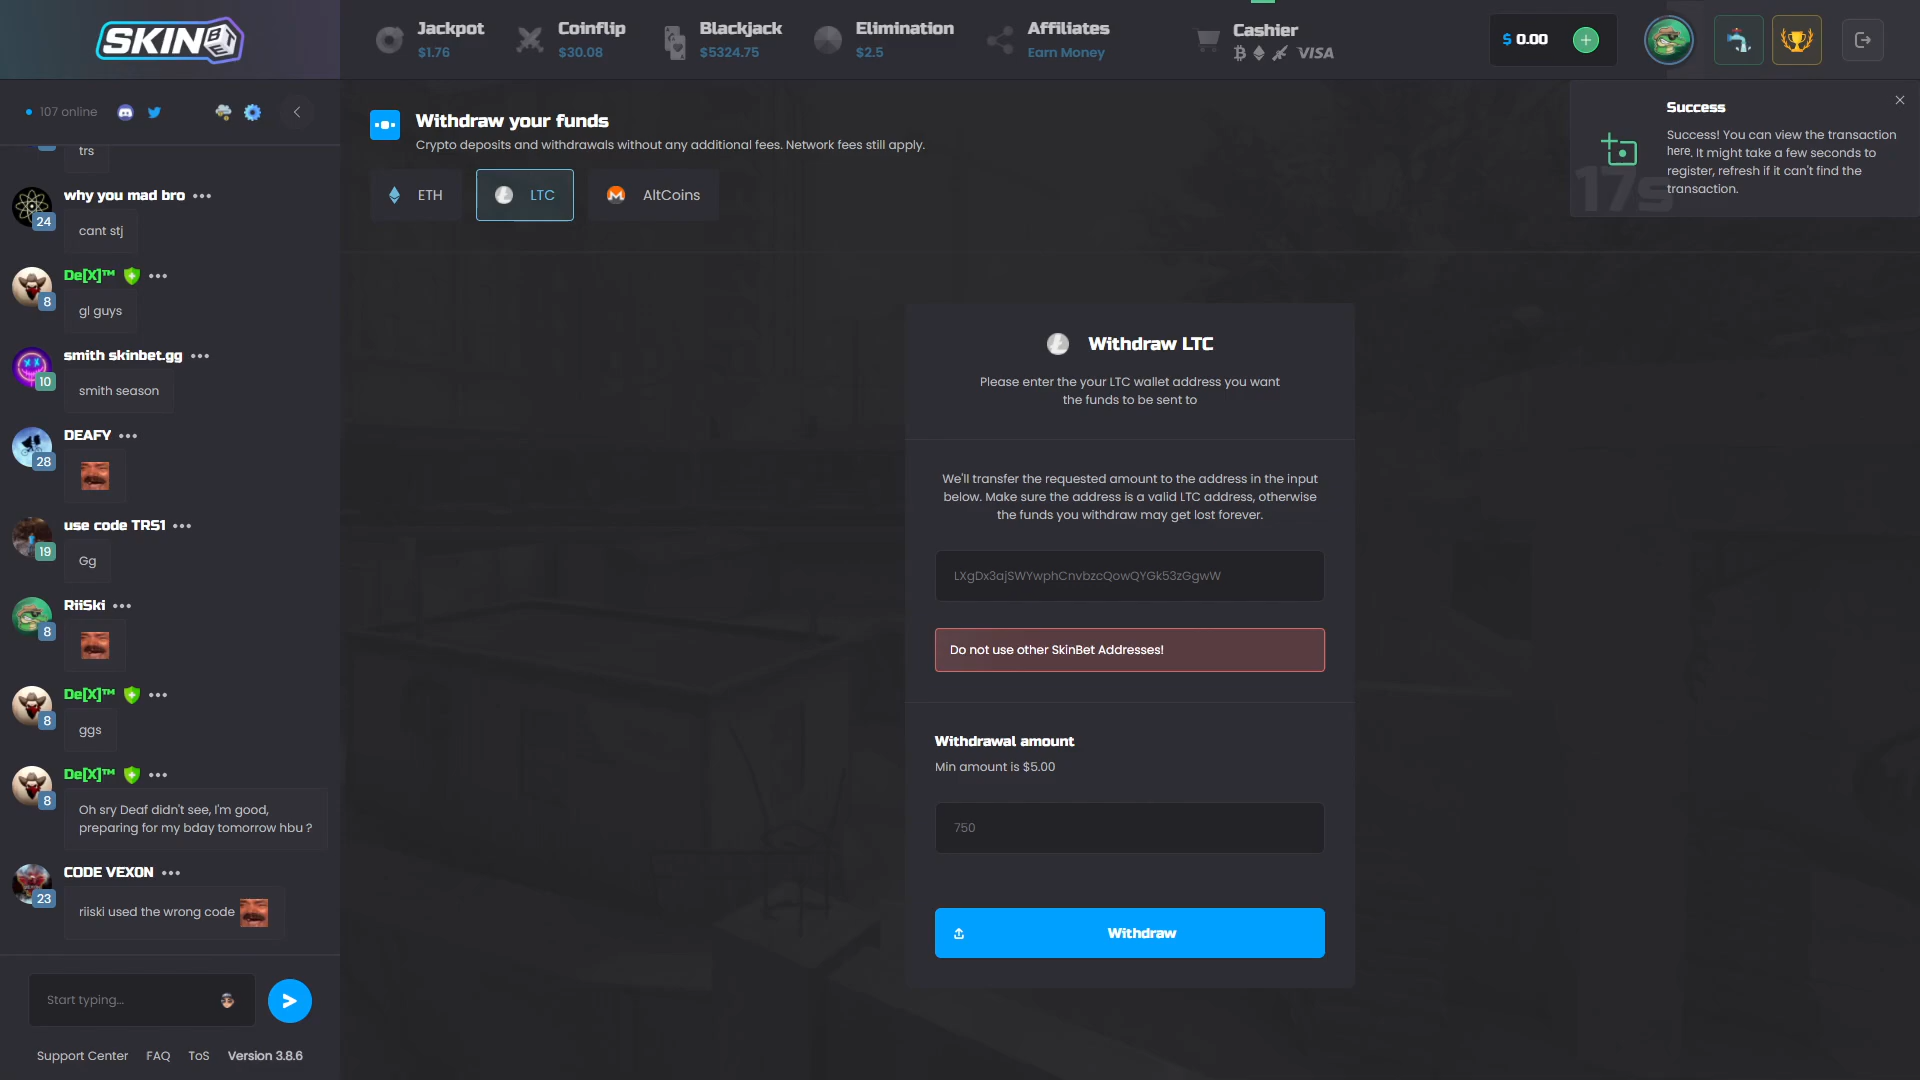 SKINBET
Jackpot
$1.76
Coinflip
$30.08
Blackjack
$5324.75
Elimination
$2.5
Affiliates
Earn Money
Cashier
VISA
$ 0.00
107 online
trs
why you mad bro •••
24
cant stj
De[X]™ •••
8
gl guys
smith skinbet.gg •••
10
smith season
DEAFY •••
28
use code TRS1 •••
19
Gg
RiiSki •••
8
De[X]™ •••
8
ggs
De[X]™ •••
8
Oh sry Deaf didn't see, I'm good,
preparing for my bday tomorrow hbu ?
CODE VEXON •••
23
riiski used the wrong code
Start typing...
Support Center FAQ ToS Version 3.8.6
Withdraw your funds
Crypto deposits and withdrawals without any additional fees. Network fees still apply.
ETH
LTC
AltCoins
Withdraw LTC
Please enter the your LTC wallet address you want
the funds to be sent to
We'll transfer the requested amount to the address in the input
below. Make sure the address is a valid LTC address, otherwise
the funds you withdraw may get lost forever.
LXgDx3ajSWYwphCnvbzcQowQYGk53zGgwW
Do not use other SkinBet Addresses!
Withdrawal amount
Min amount is $5.00
750
Withdraw
Success
Success! You can view the transaction
here. It might take a few seconds to
register, refresh if it can't find the
transaction.
17s